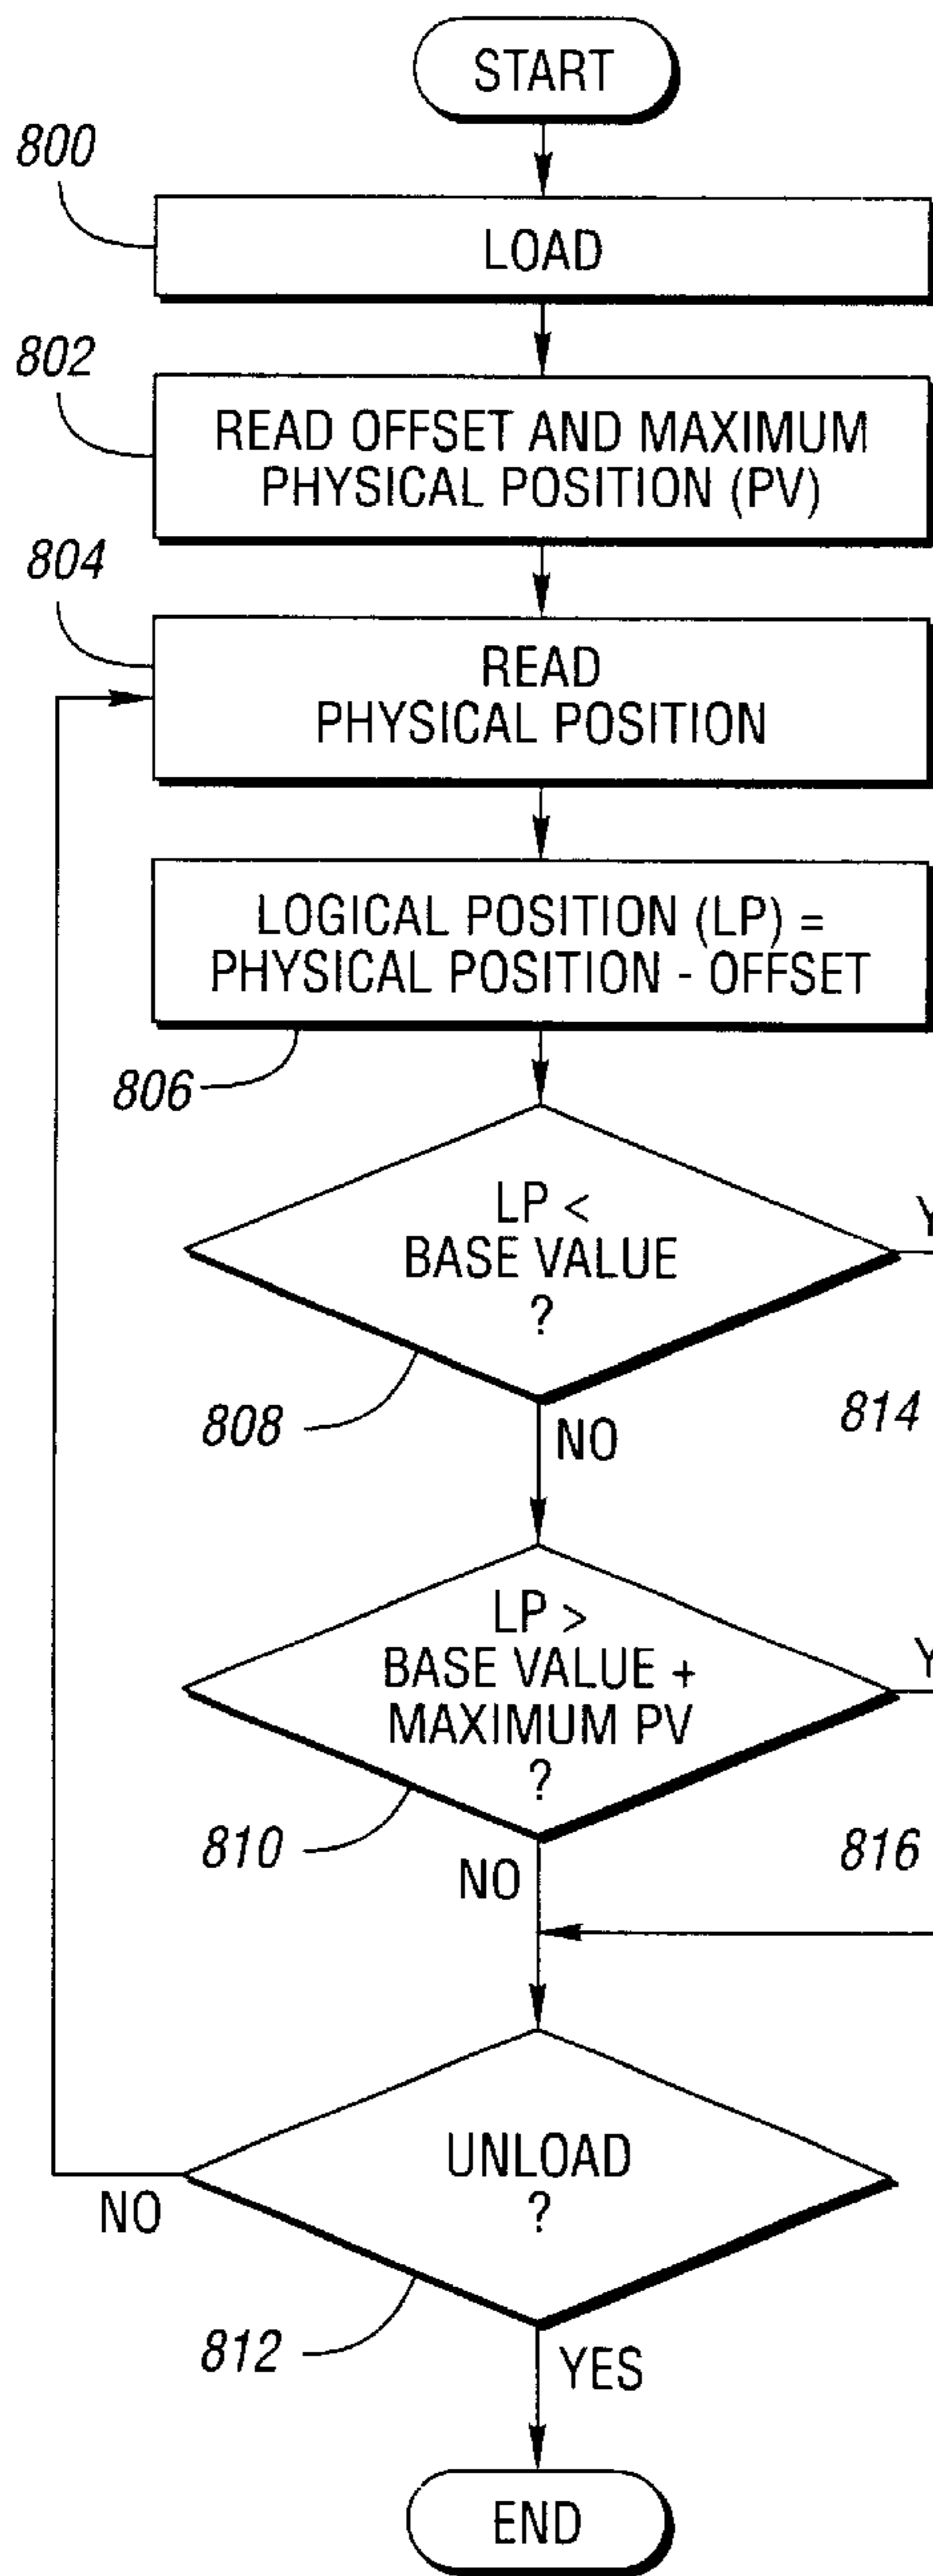 START
800
LOAD
802
READ OFFSET AND MAXIMUM
PHYSICAL POSITION (PV)
804
READ
PHYSICAL POSITION
LOGICAL POSITION (LP) =
PHYSICAL POSITION - OFFSET
806
LP <
BASE VALUE
?
Y
808
814
NO
LP >
BASE VALUE +
MAXIMUM PV
?
Y
810
816
NO
UNLOAD
?
NO
812
YES
END